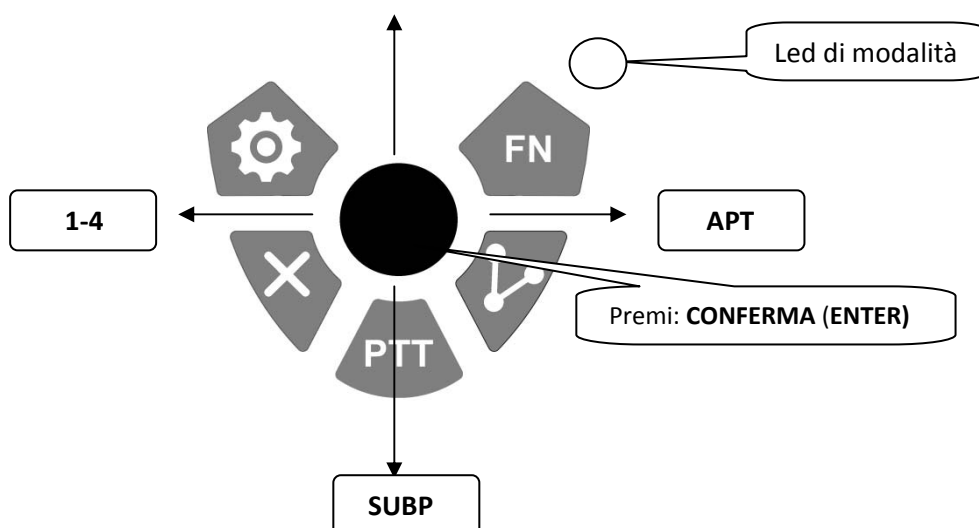 Led di modalità
FN
1-4
APT
Premi: CONFERMA (ENTER)
PTT
SUBP